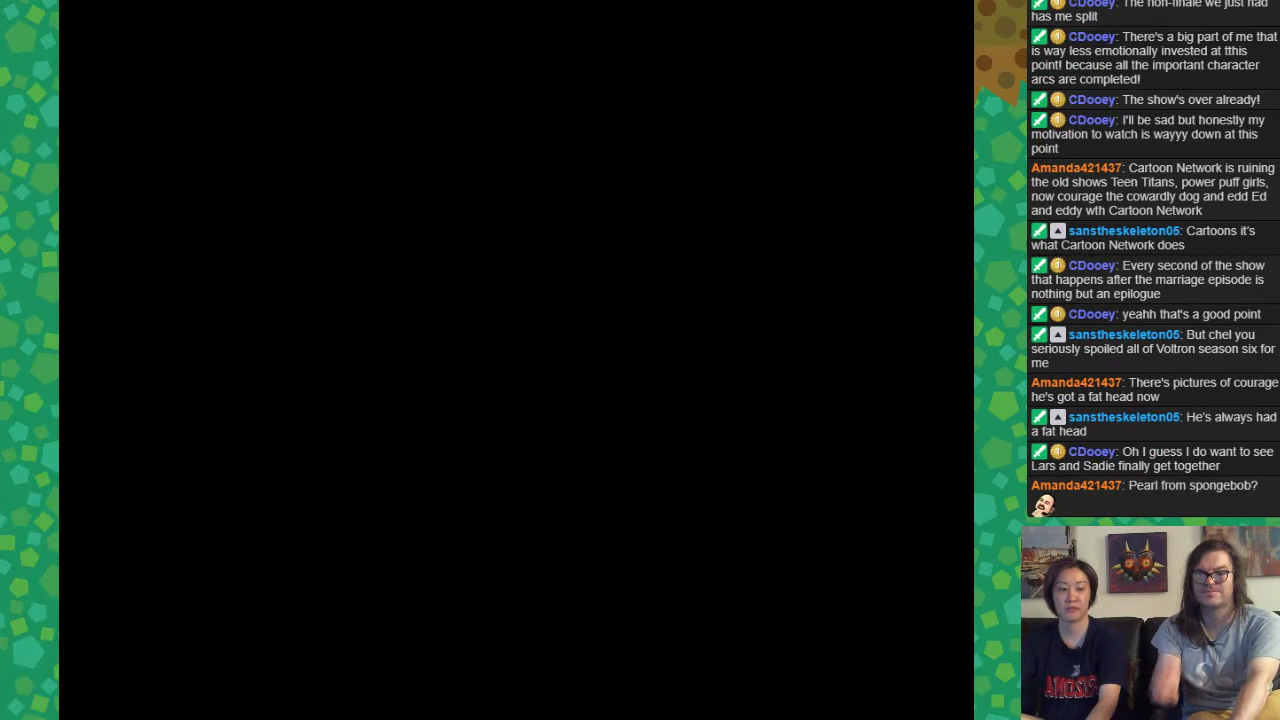 CDooey: The non-finale we just had
has me split
CDooey: There's a big part of me that
is way less emotionally invested at tthis
point! because all the important character
arcs are completed!
CDooey: The show's over already!
CDooey: I'll be sad but honestly my
motivation to watch is wayyy down at this
point
Amanda421437: Cartoon Network is ruining
the old shows Teen Titans, power puff girls,
now courage the cowardly dog and edd Ed
and eddy wth Cartoon Network
sanstheskeleton05: Cartoons it's
what Cartoon Network does
CDooey: Every second of the show
that happens after the marriage episode is
nothing but an epilogue
CDooey: yeahh that's a good point
sanstheskeleton05: But chel you
seriously spoiled all of Voltron season six for
me
Amanda421437: There's pictures of courage
he's got a fat head now
sanstheskeleton05: He's always had
a fat head
CDooey: Oh I guess I do want to see
Lars and Sadie finally get together
Amanda421437: Pearl from spongebob?